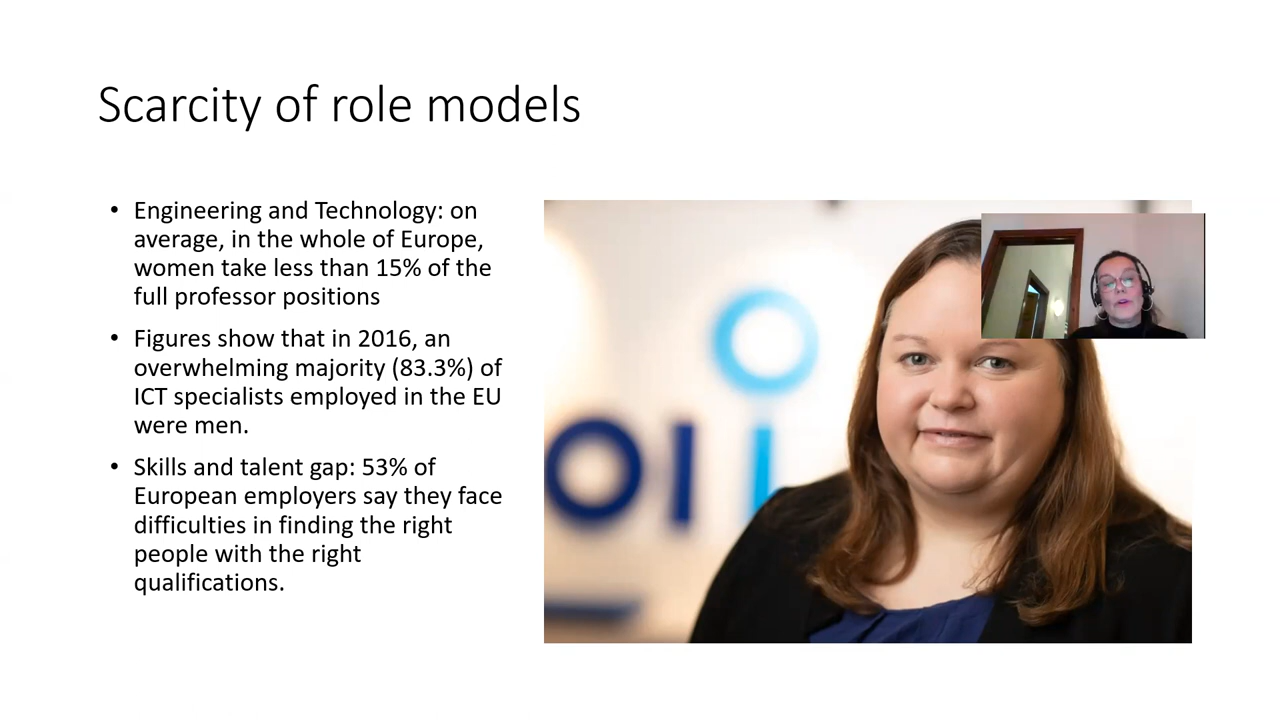 Scarcity of role models
• Engineering and Technology: on
average, in the whole of Europe,
women take less than 15% of the
full professor positions
• Figures show that in 2016, an
overwhelming majority (83.3%) of
ICT specialists employed in the EU
were men.
• Skills and talent gap: 53% of
European employers say they face
difficulties in finding the right
people with the right
qualifications.